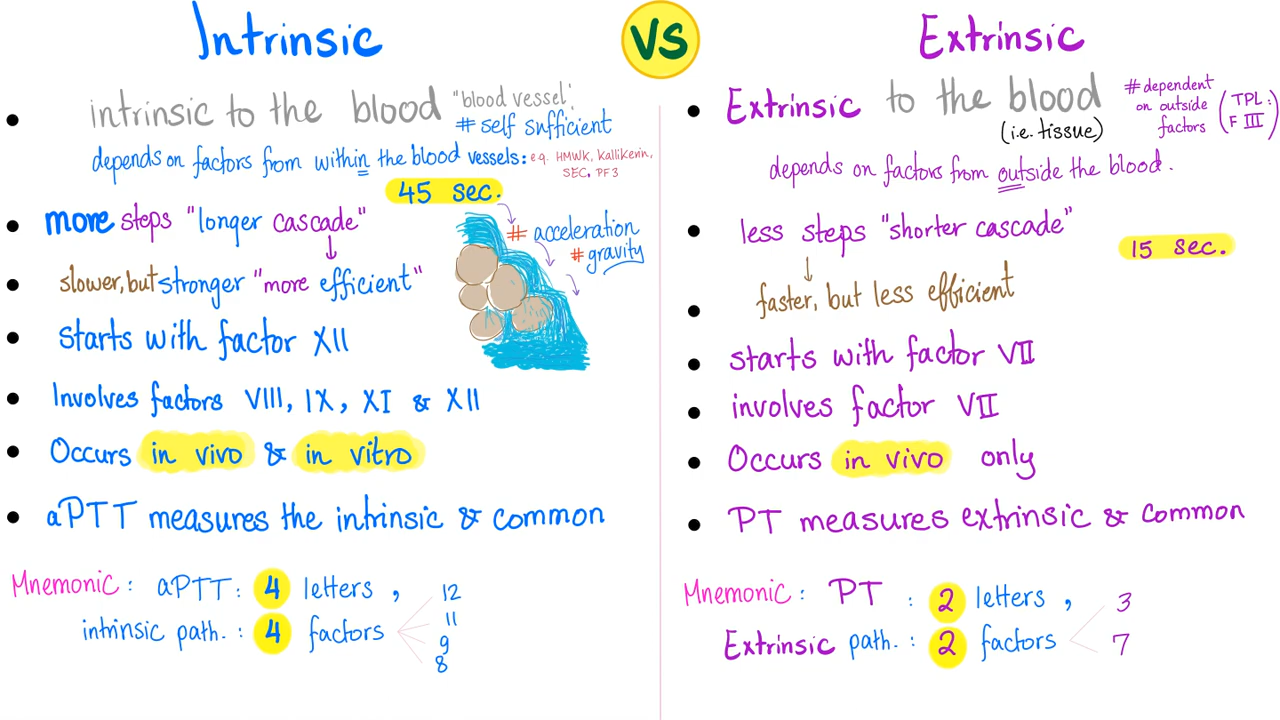 Intrinsic
VS
Extrinsic
• intrinsic to the blood "blood vessel"
# self sufficient
depends on factors from within the blood vessels: e.g. HMWK, Kallikerin,
SEC, PF3
45 sec.
• more steps "longer cascade"
# acceleration
# gravity
• slower, but stronger "more efficient"
• starts with factor XII
• Involves factors VIII, IX, XI & XII
• Occurs in vivo & in vitro
• aPTT measures the intrinsic & common
Mnemonic: aPTT: 4 letters,
intrinsic path.: 4 factors
12
11
9
8
• Extrinsic to the blood
(i.e. tissue)
# dependent
on outside
factors
(TPL:
F III)
depends on factors from outside the blood.
• less steps "shorter cascade"
15 sec.
• faster, but less efficient
• starts with factor VII
• involves factor VII
• Occurs in vivo only
• PT measures extrinsic & common
Mnemonic: PT : 2 letters,
Extrinsic path.: 2 factors
3
7